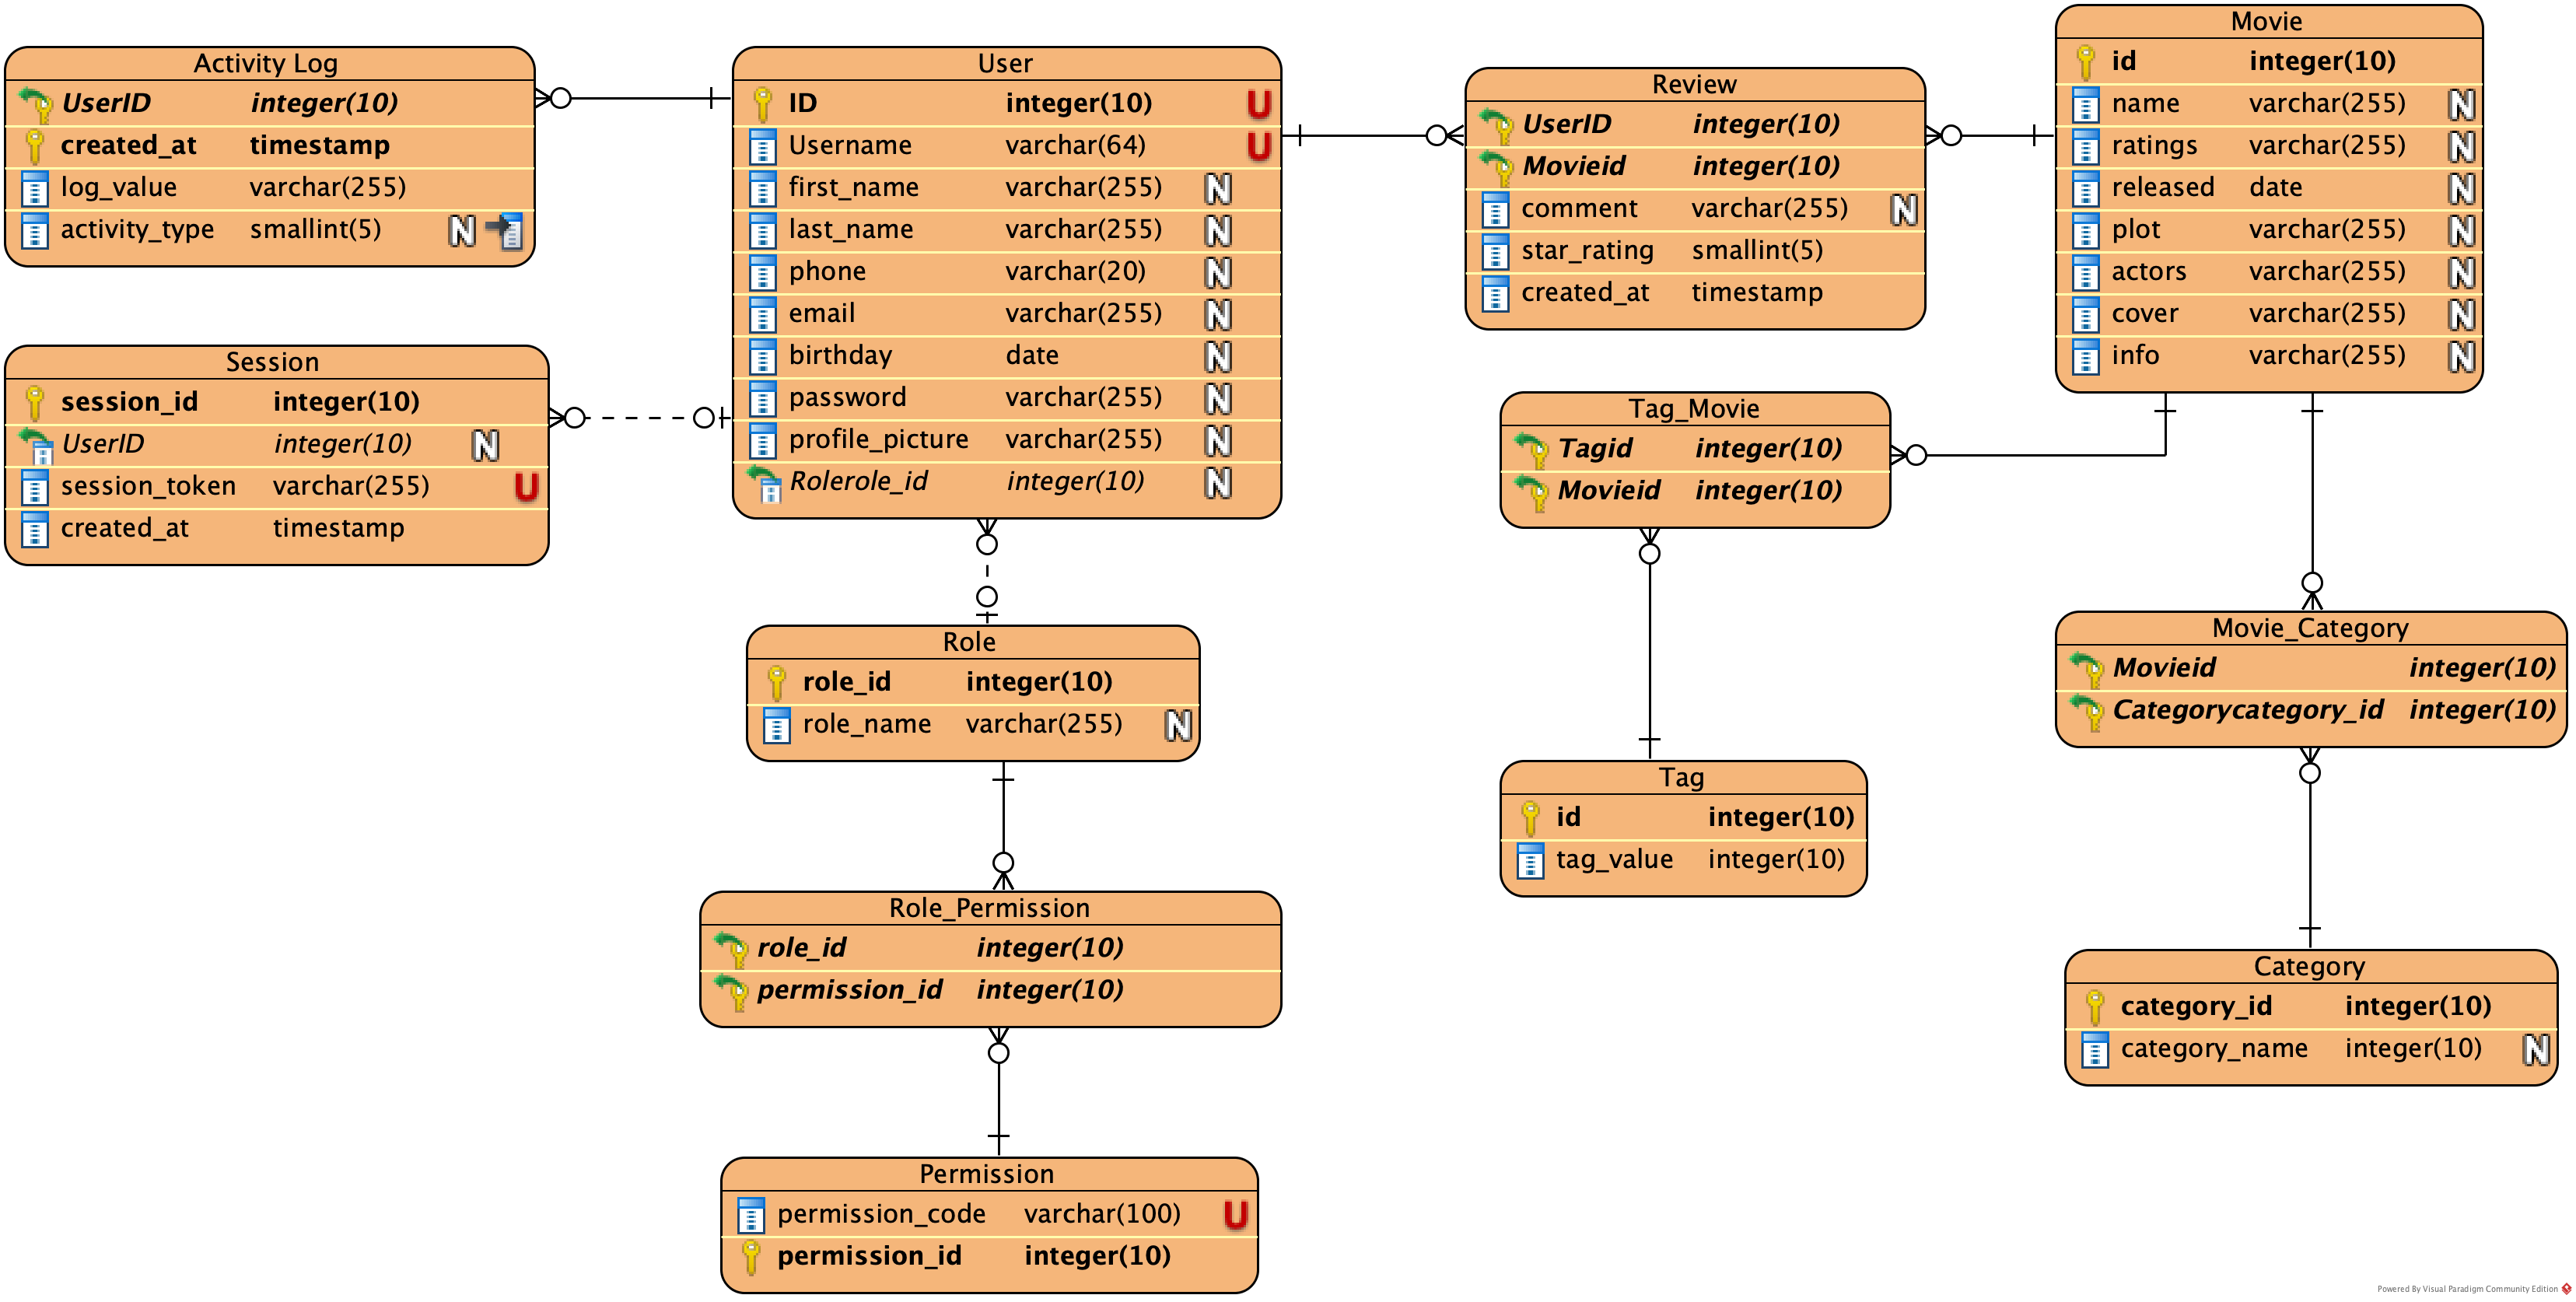 Activity Log
UserID integer(10)
created_at timestamp
log_value varchar(255)
activity_type smallint(5) N
Session
session_id integer(10)
UserID integer(10) N
session_token varchar(255) U
created_at timestamp
User
ID integer(10) U
Username varchar(64) U
first_name varchar(255) N
last_name varchar(255) N
phone varchar(20) N
email varchar(255) N
birthday date N
password varchar(255) N
profile_picture varchar(255) N
Rolerole_id integer(10) N
Role
role_id integer(10)
role_name varchar(255) N
Role_Permission
role_id integer(10)
permission_id integer(10)
Permission
permission_code varchar(100) U
permission_id integer(10)
Review
UserID integer(10)
Movieid integer(10)
comment varchar(255) N
star_rating smallint(5)
created_at timestamp
Tag_Movie
Tagid integer(10)
Movieid integer(10)
Tag
id integer(10)
tag_value integer(10)
Movie
id integer(10)
name varchar(255) N
ratings varchar(255) N
released date N
plot varchar(255) N
actors varchar(255) N
cover varchar(255) N
info varchar(255) N
Movie_Category
Movieid integer(10)
Categorycategory_id integer(10)
Category
category_id integer(10)
category_name integer(10) N
Powered By Visual Paradigm Community Edition